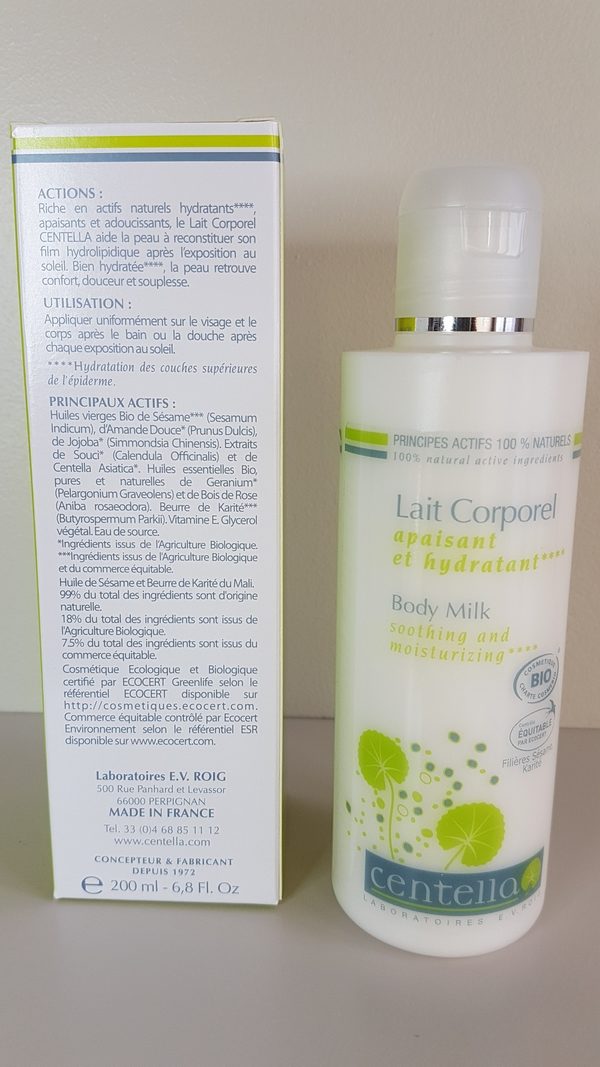 ACTIONS :
Riche en actifs naturels hydratants****,
apaisants et adoucissants, le Lait Corporel
CENTELLA aide la peau à reconstituer son
film hydrolipidique après l'exposition au
soleil. Bien hydratée****, la peau retrouve
confort, douceur et souplesse.
UTILISATION :
Appliquer uniformément sur le visage et le
corps après le bain ou la douche après
chaque exposition au soleil.
****Hydratation des couches supérieures
de l'épiderme.
PRINCIPAUX ACTIFS :
Huiles vierges Bio de Sésame*** (Sesamum
Indicum), d'Amande Douce* (Prunus Dulcis),
de Jojoba* (Simmondsia Chinensis). Extraits
de Souci* (Calendula Officinalis) et de
Centella Asiatica*. Huiles essentielles Bio,
pures et naturelles de Geranium*
(Pelargonium Graveolens) et de Bois de Rose
(Aniba rosaeodora). Beurre de Karité***
(Butyrospermum Parkii). Vitamine E. Glycerol
végétal. Eau de source.
*Ingrédients issus de l'Agriculture Biologique.
***Ingrédients issus de l'Agriculture Biologique
et du commerce équitable.
Huile de Sésame et Beurre de Karité du Mali.
99% du total des ingrédients sont d'origine
naturelle.
18% du total des ingrédients sont issus de
l'Agriculture Biologique.
7.5% du total des ingrédients sont issus du
commerce équitable.
Cosmétique Ecologique et Biologique
certifié par ECOCERT Greenlife selon le
référentiel ECOCERT disponible sur
http://cosmetiques.ecocert.com.
Commerce équitable contrôlé par Ecocert
Environnement selon le référentiel ESR
disponible sur www.ecocert.com.
Laboratoires E.V. ROIG
500 Rue Panhard et Levassor
66000 PERPIGNAN
MADE IN FRANCE
Tel. 33 (0)4 68 85 11 12
www.centella.com
CONCEPTEUR & FABRICANT
DEPUIS 1972
e 200 ml - 6,8 Fl. Oz
PRINCIPES ACTIFS 100 % NATURELS
100% natural active ingredients
Lait Corporel
apaisant
et hydratant****
Body Milk
soothing and
moisturizing****
COSMETIQUE
BIO
CHARTE COSMEBIO
Contrôlé
ÉQUITABLE
PAR ECOCERT
Filières Sésame,
Karité
centella
LABORATOIRES E.V. ROIG